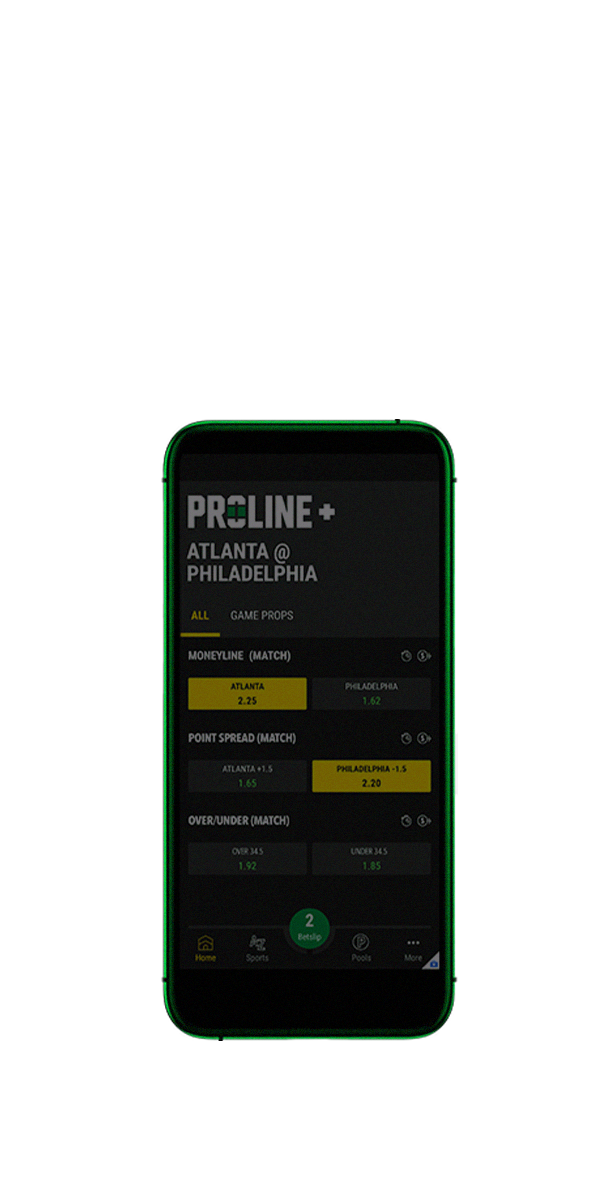 PROLINE +
ATLANTA @
PHILADELPHIA
ALL GAME PROPS
MONEYLINE (MATCH)
ATLANTA PHILADELPHIA
2.25 1.62
POINT SPREAD (MATCH)
ATLANTA +1.5 PHILADELPHIA -1.5
1.65 2.20
OVER/UNDER (MATCH)
OVER 34.5 UNDER 34.5
1.92 1.85
2
Betslip
Home Sports Pools More